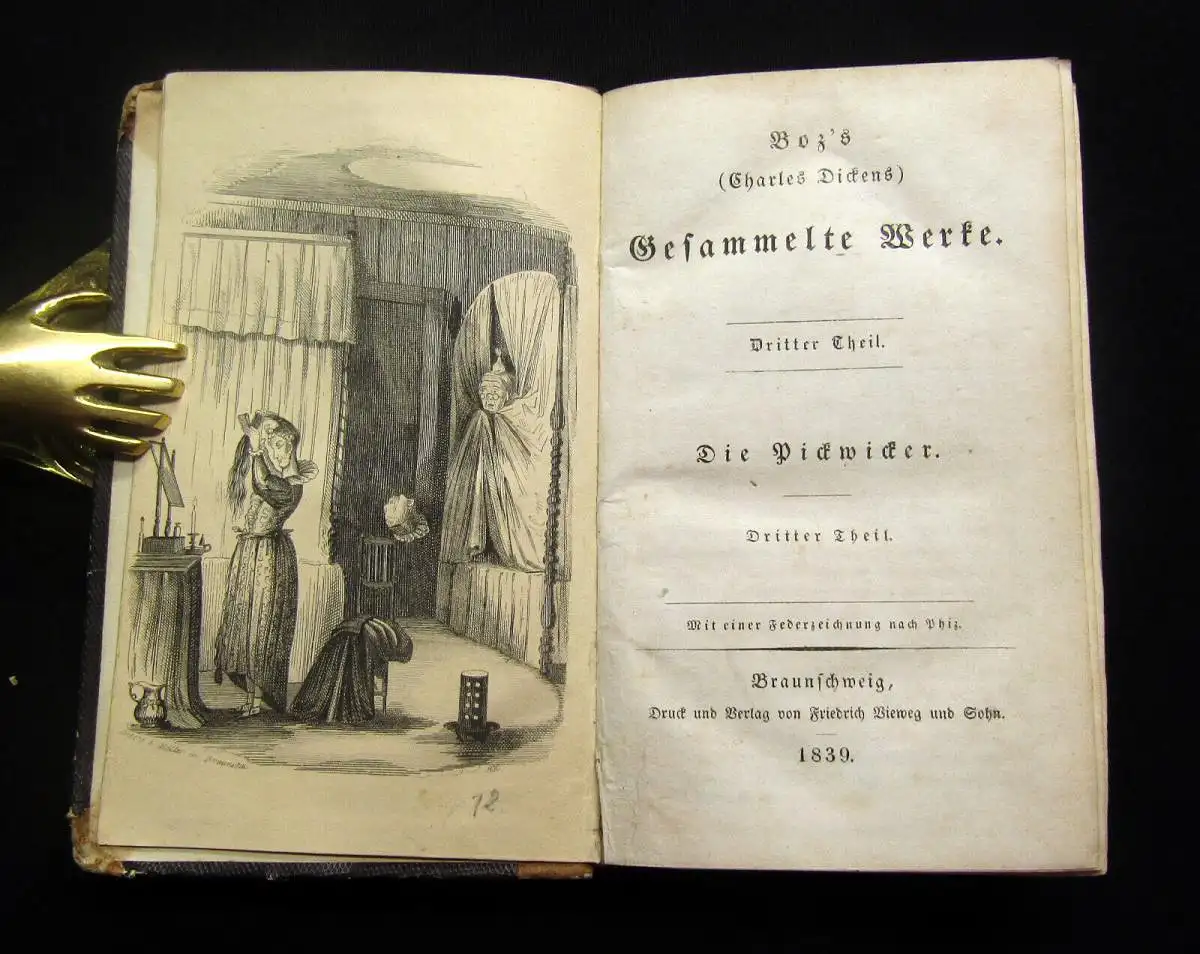 Boz's
(Charles Dickens)
Gesammelte Werke.
Dritter Theil.
Die Pickwicker.
Dritter Theil.
Mit einer Federzeichnung nach Phiz.
Braunschweig,
Druck und Verlag von Friedrich Vieweg und Sohn.
1839.
12